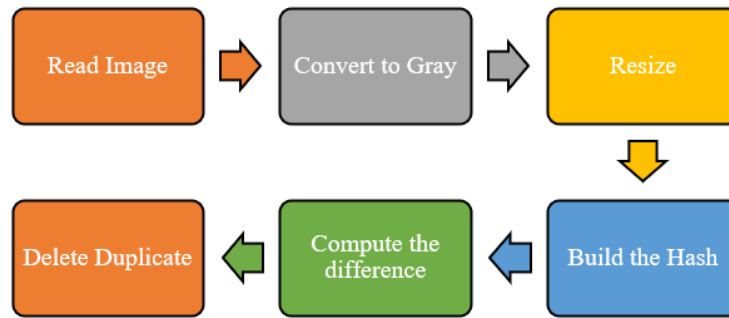 Read Image
Convert to Gray
Resize
Build the Hash
Compute the
difference
Delete Duplicate